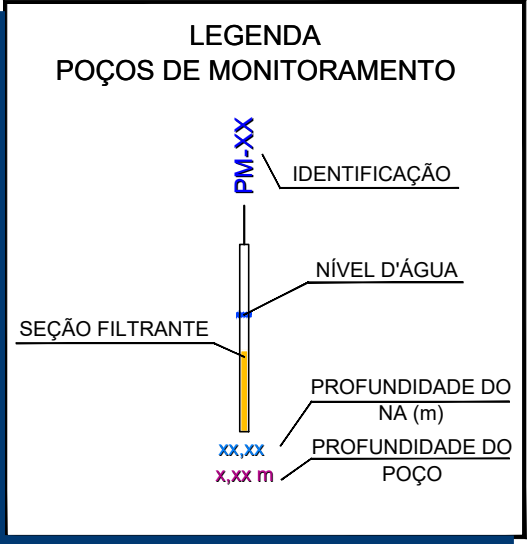 LEGENDA
POÇOS DE MONITORAMENTO
PM-XX
IDENTIFICAÇÃO
NÍVEL D'ÁGUA
SEÇÃO FILTRANTE
PROFUNDIDADE DO
NA (m)
xx,xx
PROFUNDIDADE DO
POÇO
x,xx m